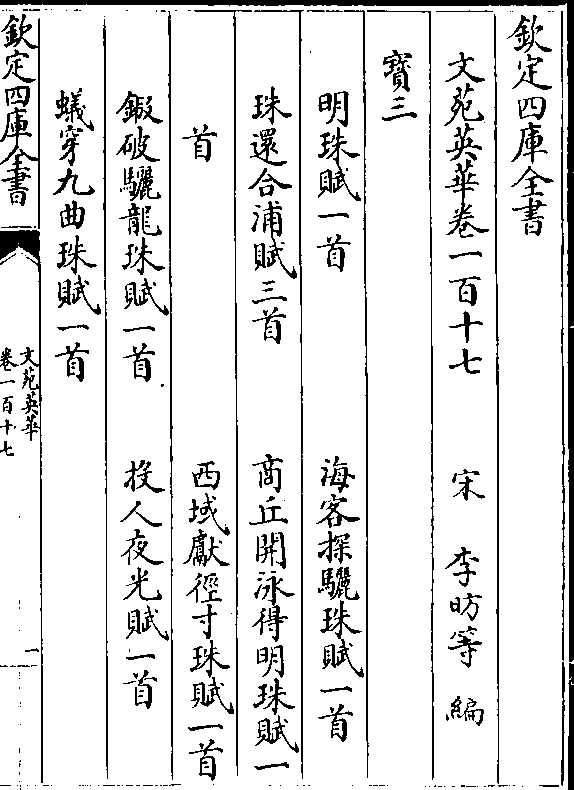 欽定四庫全書
文苑英華卷一百十七　宋　李昉等　編
寶三
明珠賦一首　海客探驪珠賦一首
珠還合浦賦三首　商丘開泳得明珠賦一
首　西域獻徑寸珠賦一首
鍜破驪龍珠賦一首　投人夜光賦一首
蟻穿九曲珠賦一首
欽定四庫全書
文苑英華
卷一百十七
一